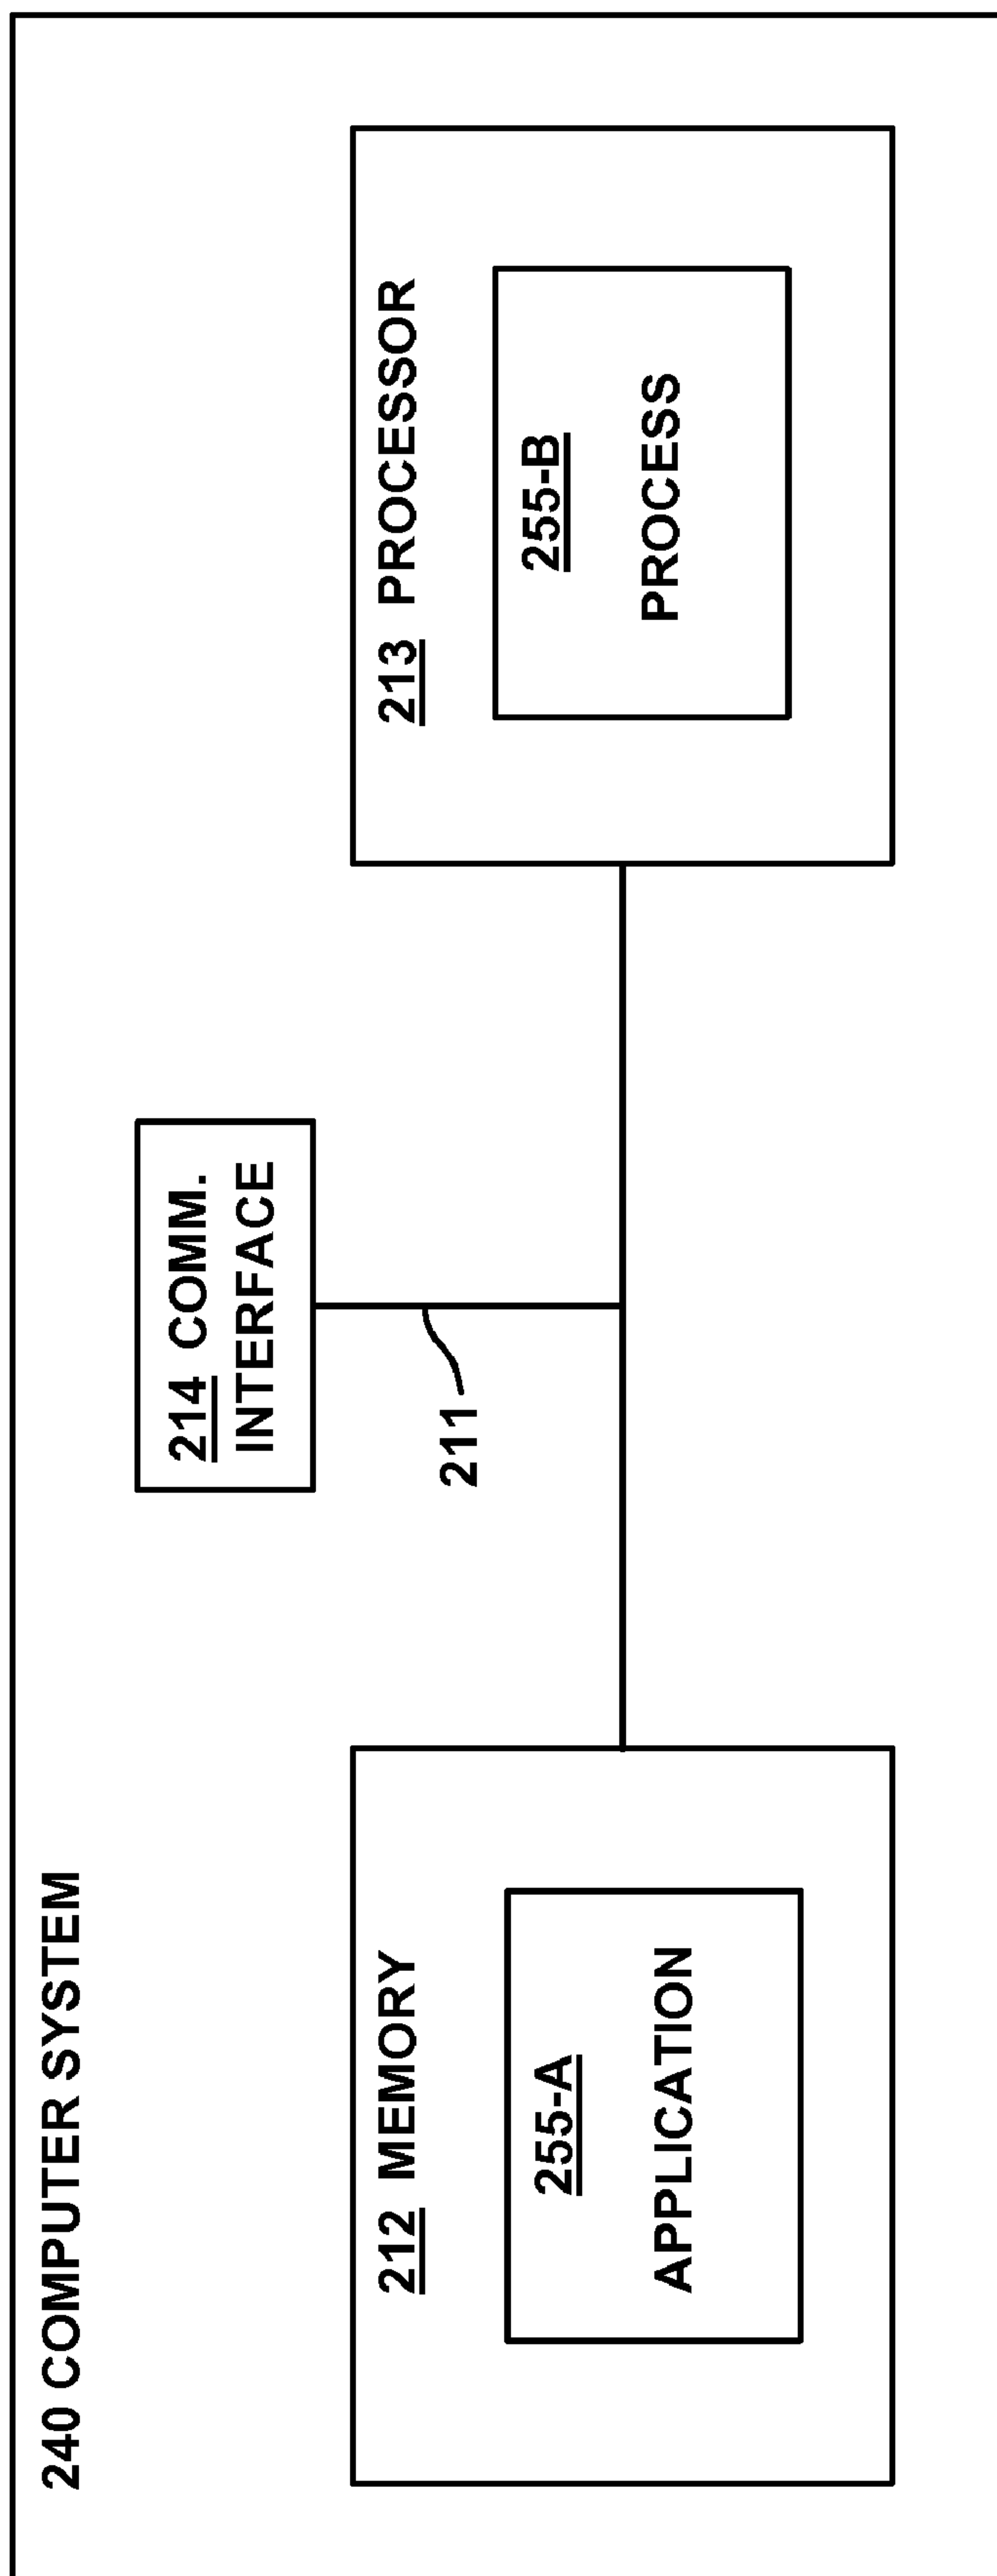 240 COMPUTER SYSTEM
214 COMM.
INTERFACE
211
212 MEMORY
255-A
APPLICATION
213 PROCESSOR
255-B
PROCESS